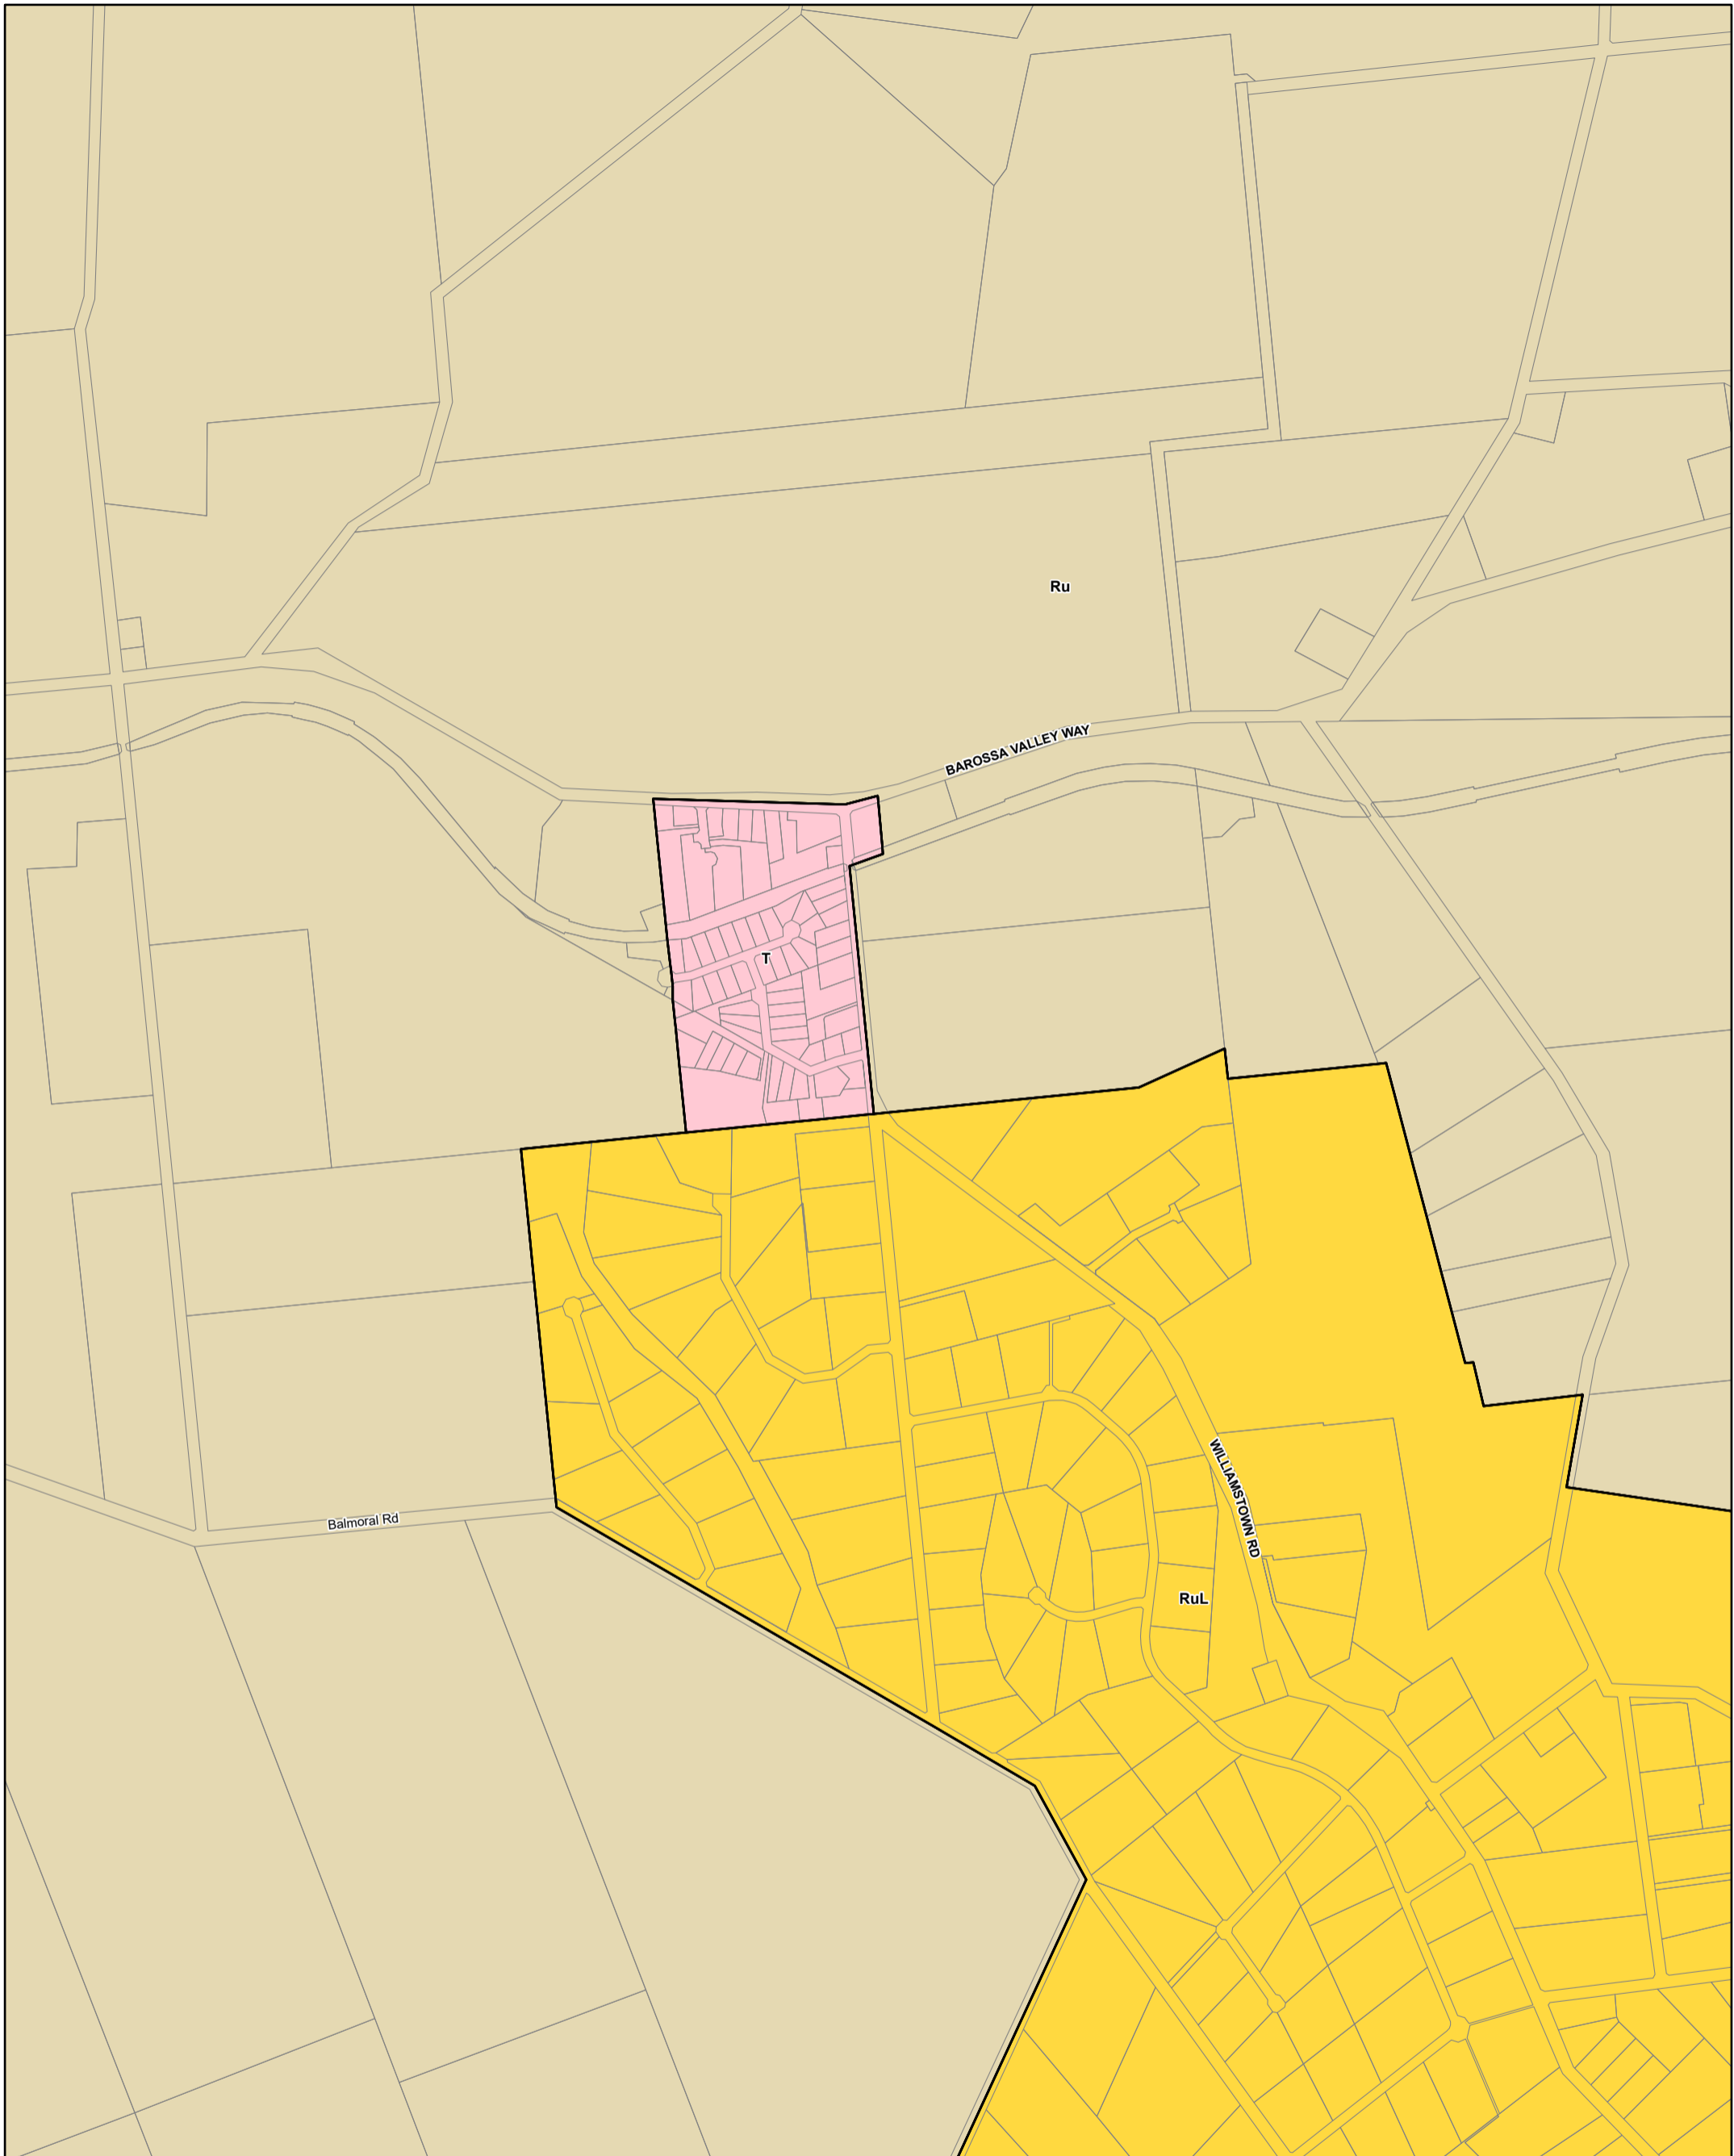 Ru
BAROSSA VALLEY WAY
T
WILLIAMSTOWN RD
Balmoral Rd
RuL